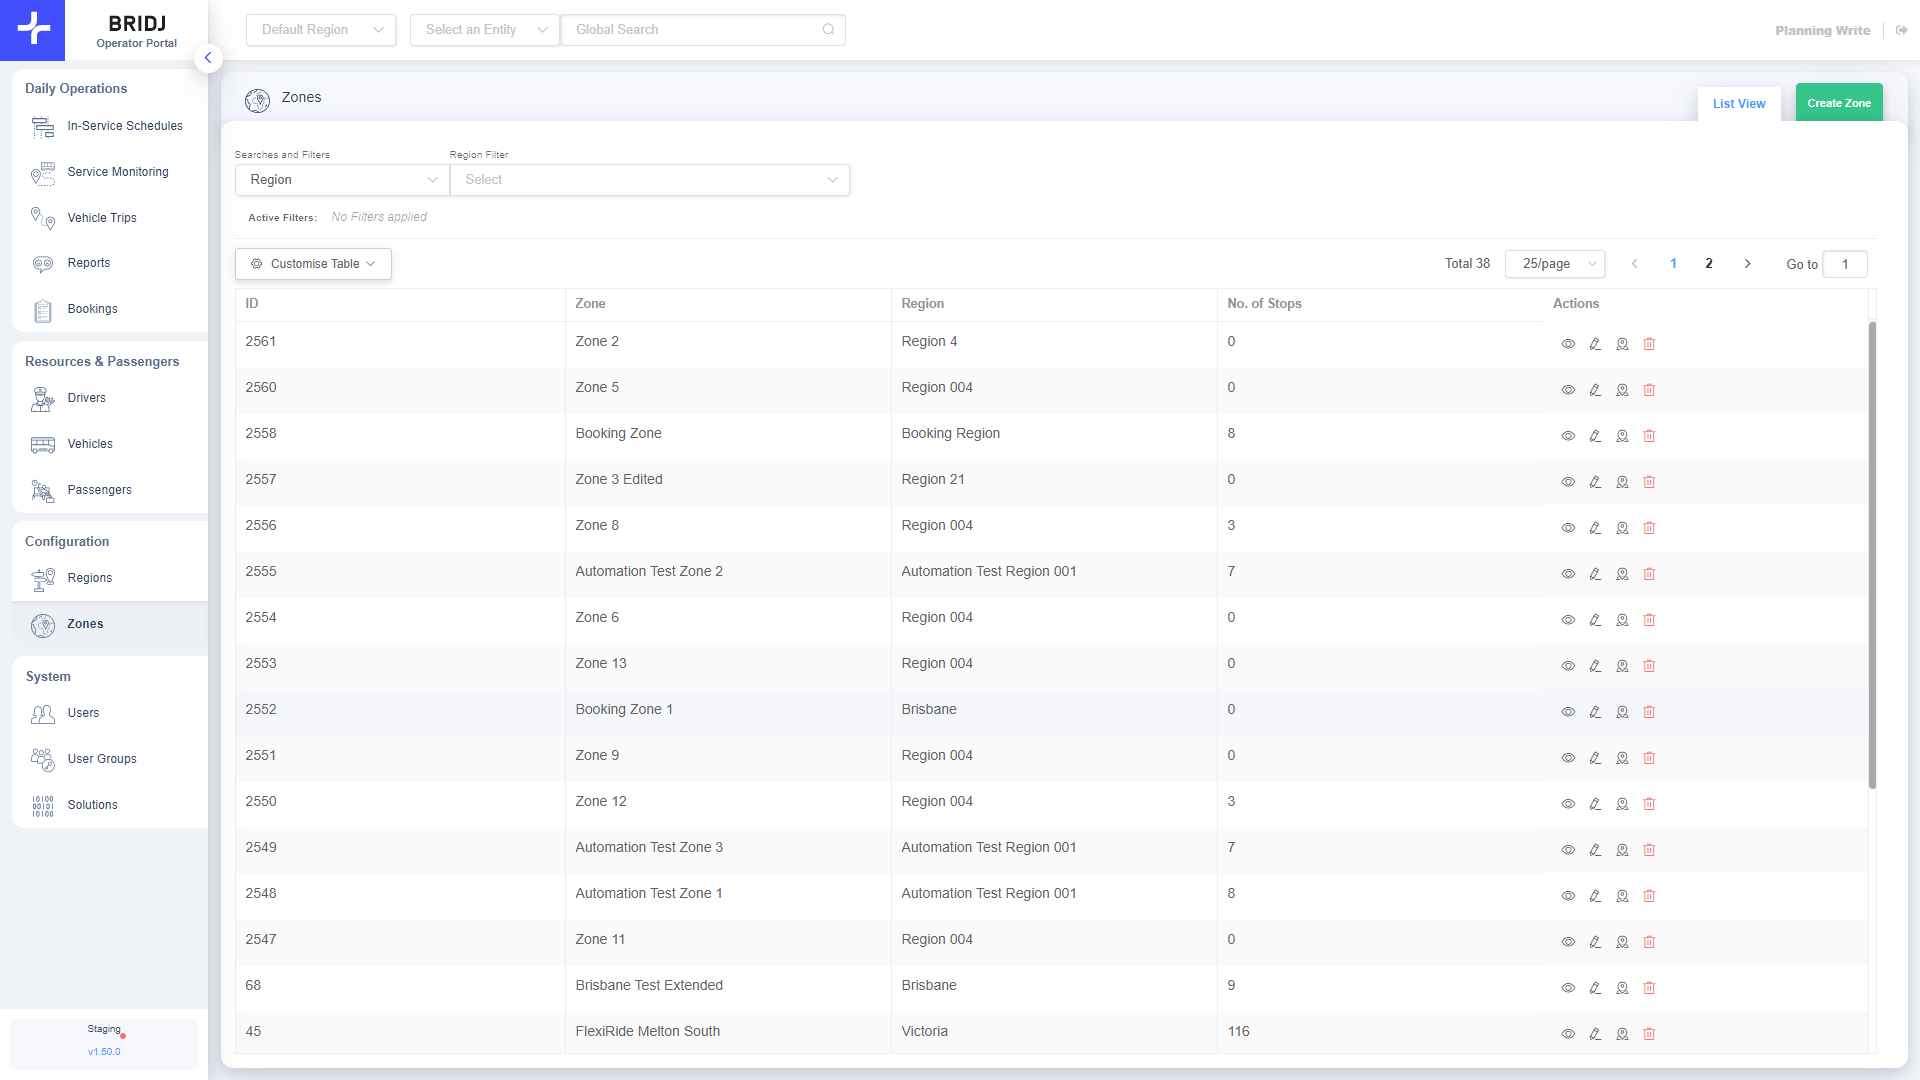 BRIDJ
Operator Portal
Default Region
Select an Entity
Global Search
Planning Write
Daily Operations
In-Service Schedules
Service Monitoring
Vehicle Trips
Reports
Bookings
Resources & Passengers
Drivers
Vehicles
Passengers
Configuration
Regions
Zones
System
Users
User Groups
10100
00101
10100
Solutions
Staging
v1.50.0
Zones
List View
Create Zone
Searches and Filters
Region Filter
Region
Select
Active Filters: No Filters applied
Customise Table
Total 38
25/page
1
2
Go to
1
ID Zone Region No. of Stops Actions
2561 Zone 2 Region 4 0
2560 Zone 5 Region 004 0
2558 Booking Zone Booking Region 8
2557 Zone 3 Edited Region 21 0
2556 Zone 8 Region 004 3
2555 Automation Test Zone 2 Automation Test Region 001 7
2554 Zone 6 Region 004 0
2553 Zone 13 Region 004 0
2552 Booking Zone 1 Brisbane 0
2551 Zone 9 Region 004 0
2550 Zone 12 Region 004 3
2549 Automation Test Zone 3 Automation Test Region 001 7
2548 Automation Test Zone 1 Automation Test Region 001 8
2547 Zone 11 Region 004 0
68 Brisbane Test Extended Brisbane 9
45 FlexiRide Melton South Victoria 116